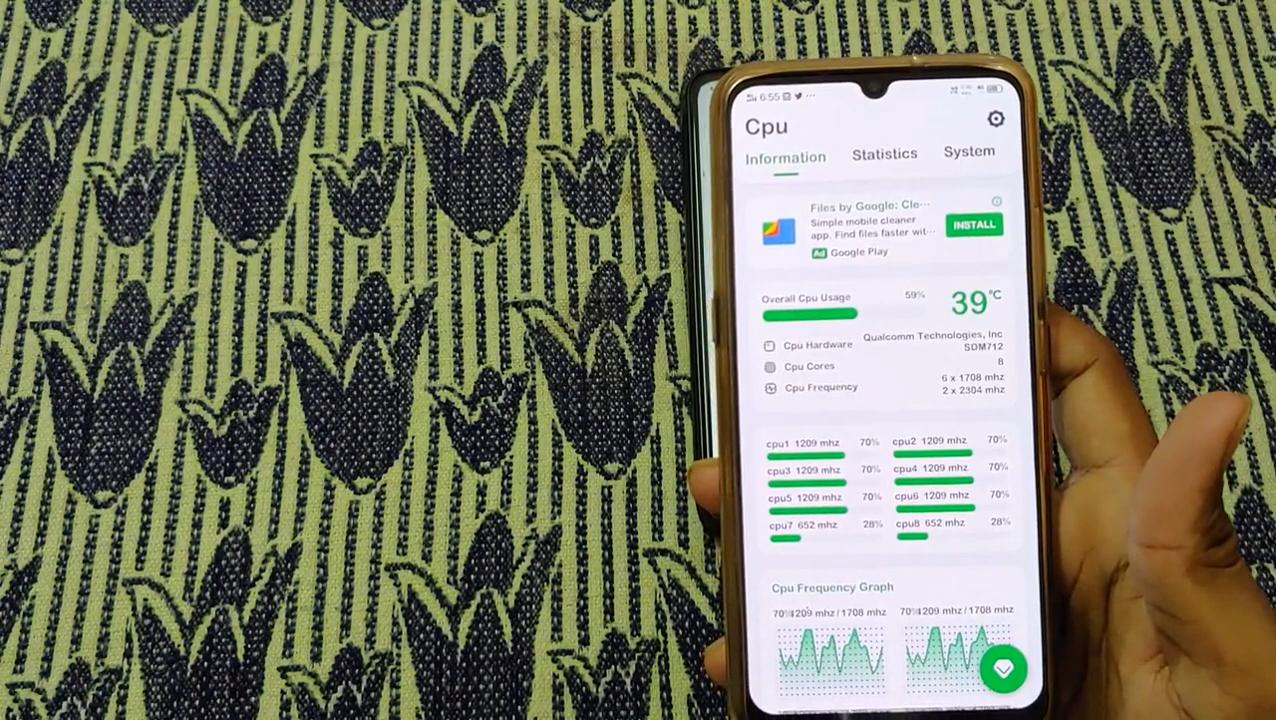 6:55
Cpu
Information Statistics System
Files by Google: Cle...
Simple mobile cleaner
app. Find files faster wit...
INSTALL
Ad Google Play
Overall Cpu Usage 59% 39°C
Cpu Hardware Qualcomm Technologies, Inc
SDM712
Cpu Cores 8
Cpu Frequency 6 x 1708 mhz
2 x 2304 mhz
cpu1 1209 mhz 70% cpu2 1209 mhz 70%
cpu3 1209 mhz 70% cpu4 1209 mhz 70%
cpu5 1209 mhz 70% cpu6 1209 mhz 70%
cpu7 652 mhz 28% cpu8 652 mhz 28%
Cpu Frequency Graph
70% 1209 mhz / 1708 mhz 70% 1209 mhz / 1708 mhz